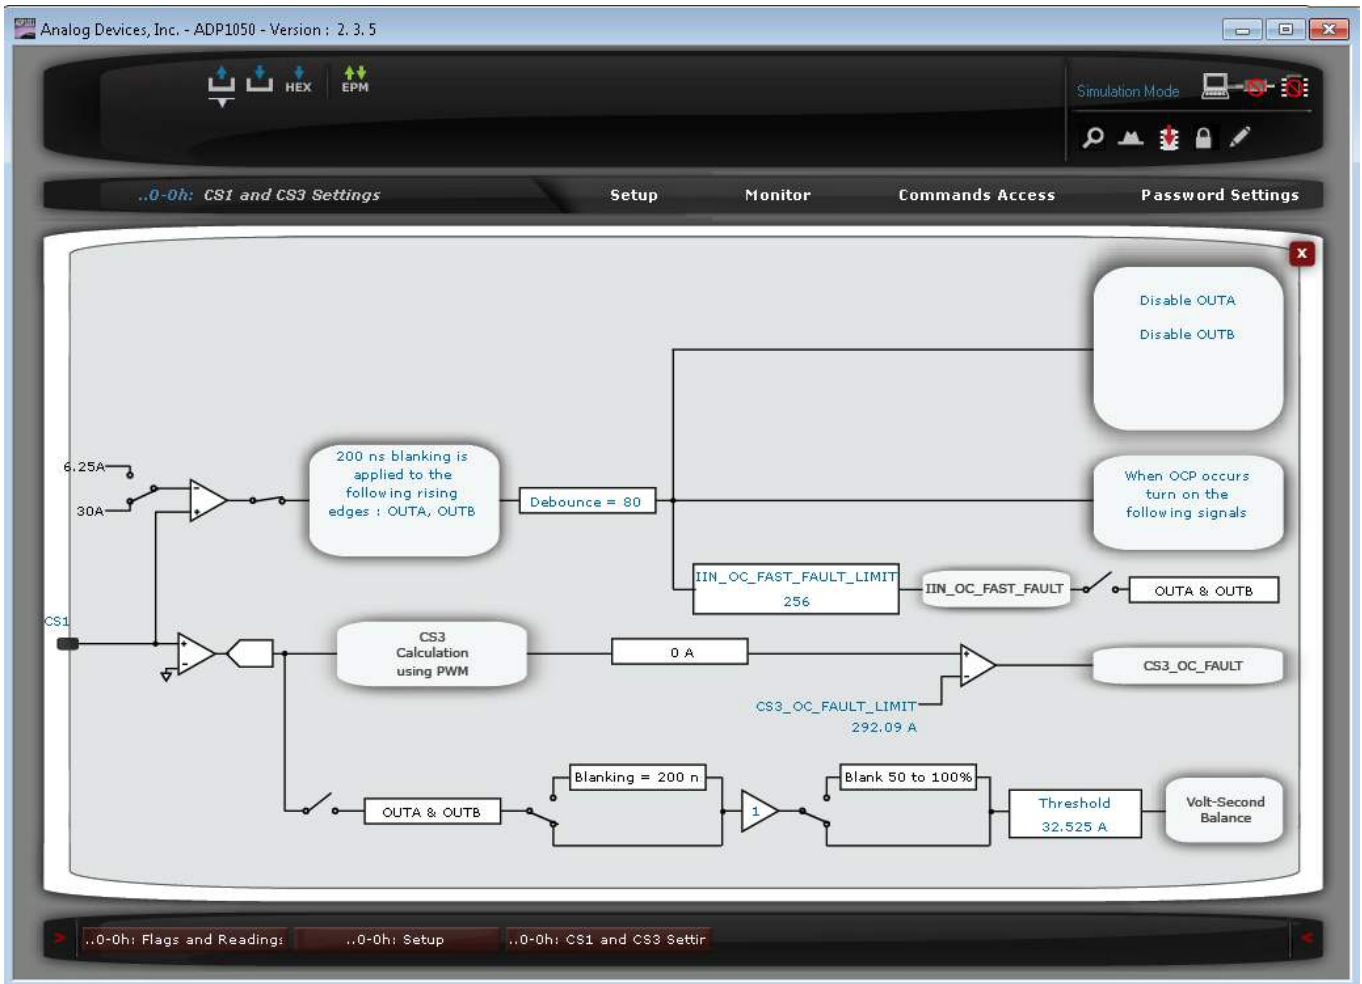 Analog Devices, Inc. - ADP1050 - Version : 2. 3. 5
HEX
EPM
Simulation Mode
..0-0h: CS1 and CS3 Settings
Setup
Monitor
Commands Access
Password Settings
x
Disable OUTA
Disable OUTB
6.25A
30A
200 ns blanking is
applied to the
following rising
edges : OUTA, OUTB
Debounce = 80
When OCP occurs
turn on the
following signals
IIN_OC_FAST_FAULT_LIMIT
256
IIN_OC_FAST_FAULT
OUTA & OUTB
CS1
CS3
Calculation
using PWM
0 A
CS3_OC_FAULT_LIMIT
292.09 A
CS3_OC_FAULT
OUTA & OUTB
Blanking = 200 n
1
Blank 50 to 100%
Threshold
32.525 A
Volt-Second
Balance
> ..0-0h: Flags and Readings
..0-0h: Setup
..0-0h: CS1 and CS3 Settin
<